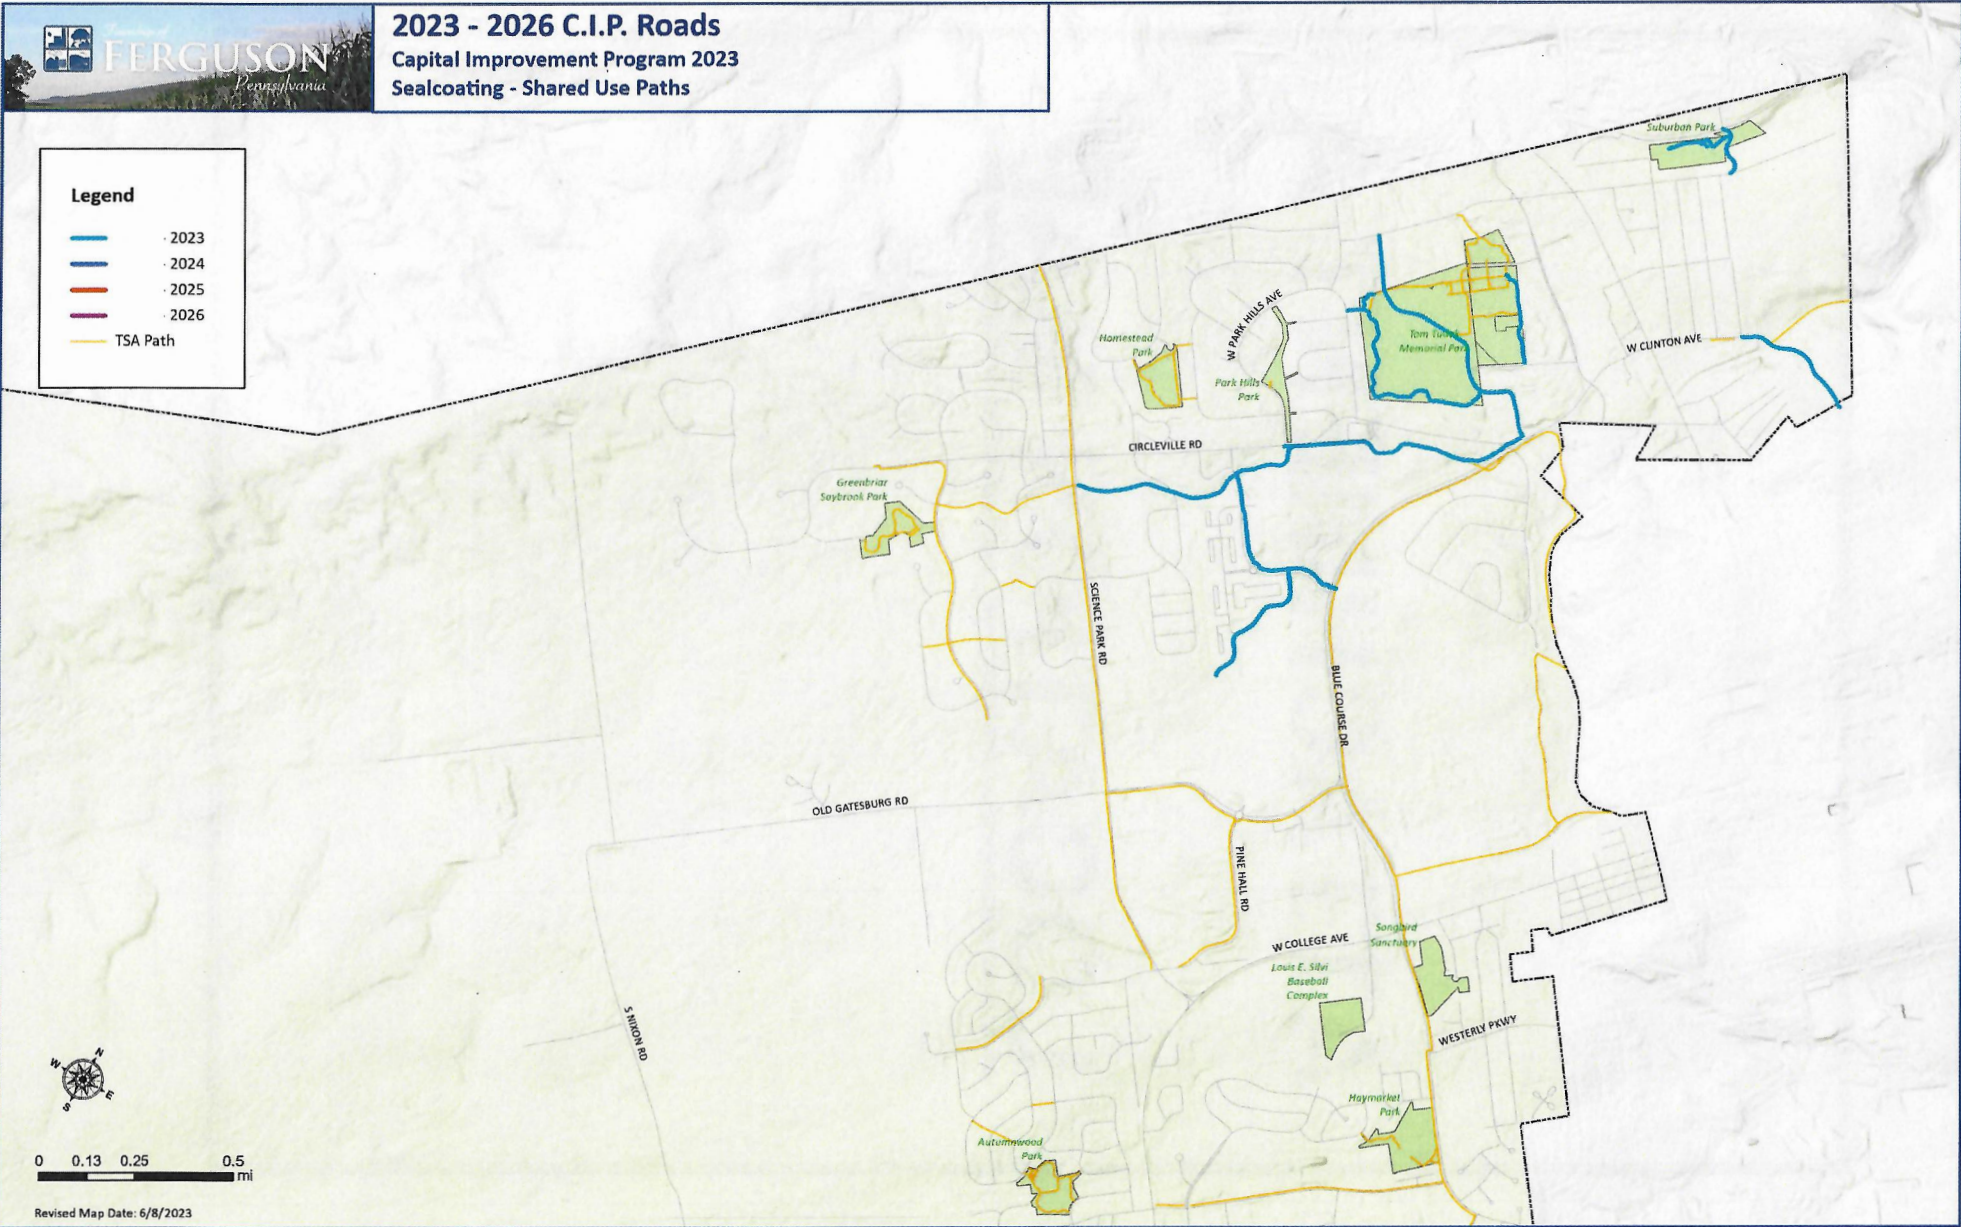 Township of
FERGUSON
Pennsylvania
2023 - 2026 C.I.P. Roads
Capital Improvement Program 2023
Sealcoating - Shared Use Paths
Legend
2023
2024
2025
2026
TSA Path
Suburban Park
W PARK HILLS AVE
Homestead
Park
Tom Tudek
Memorial Park
W CLINTON AVE
Park Hills
Park
CIRCLEVILLE RD
Greenbriar
Saybrook Park
SCIENCE PARK RD
BLUE COURSE DR
OLD GATESBURG RD
PINE HALL RD
W COLLEGE AVE
Songbird
Sanctuary
Louis E. Silvi
Baseball
Complex
S NIXON RD
WESTERLY PKWY
Haymarket
Park
Autumnwood
Park
N
W
E
S
0 0.13 0.25 0.5
mi
Revised Map Date: 6/8/2023